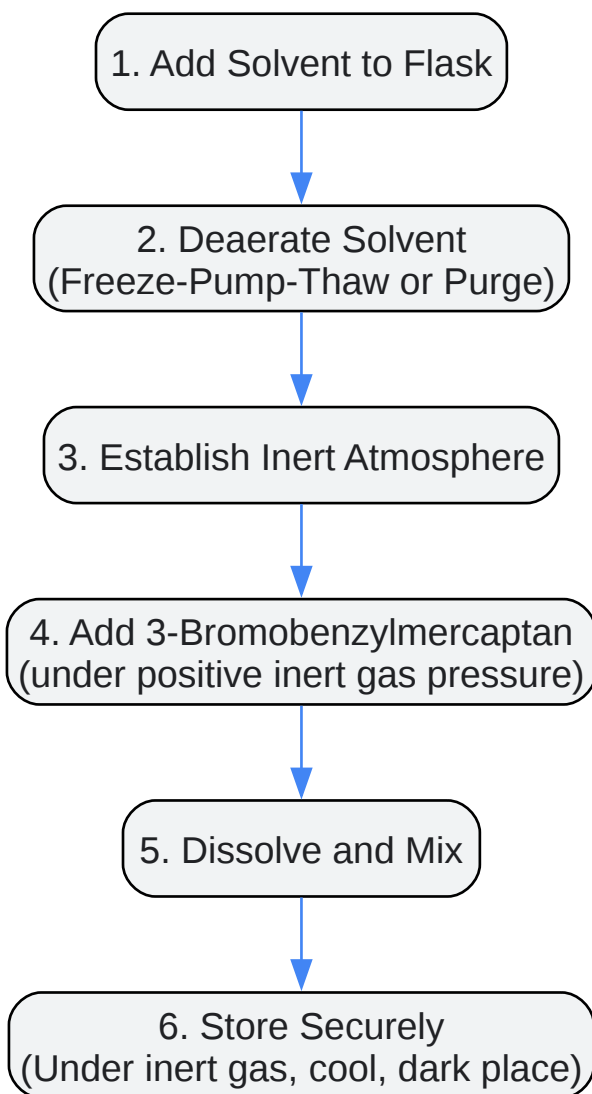 1. Add Solvent to Flask
2. Deaerate Solvent
(Freeze-Pump-Thaw or Purge)
3. Establish Inert Atmosphere
4. Add 3-Bromobenzylmercaptan
(under positive inert gas pressure)
5. Dissolve and Mix
6. Store Securely
(Under inert gas, cool, dark place)